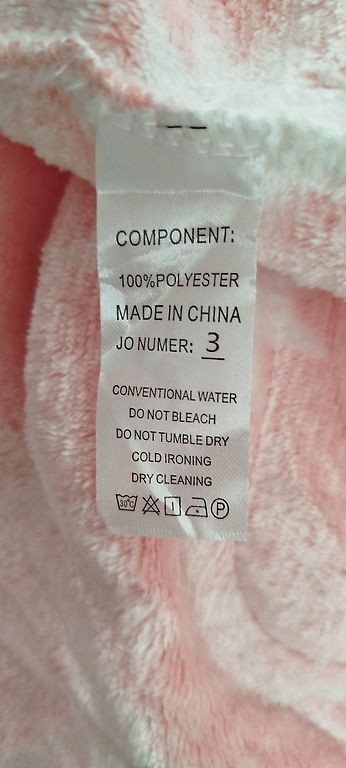 COMPONENT:
100%POLYESTER
MADE IN CHINA
JO NUMER: 3
CONVENTIONAL WATER
DO NOT BLEACH
DO NOT TUMBLE DRY
COLD IRONING
DRY CLEANING
30°C P